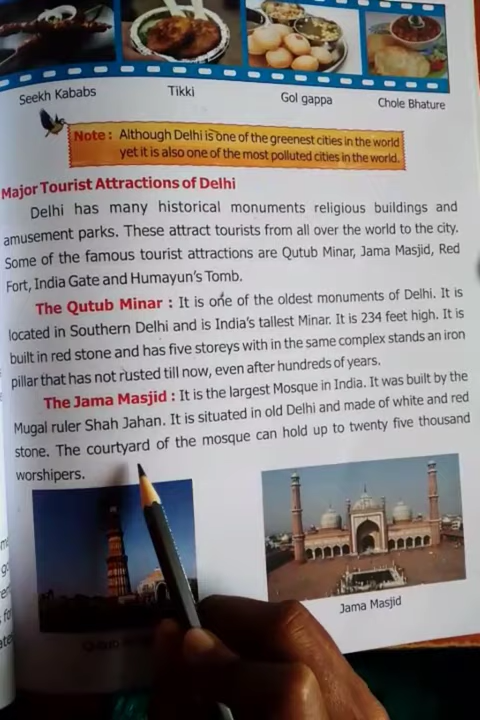 Seekh Kababs
Tikki
Gol gappa
Chole Bhature
Note : Although Delhi is one of the greenest cities in the world
yet it is also one of the most polluted cities in the world.
Major Tourist Attractions of Delhi
Delhi has many historical monuments religious buildings and
amusement parks. These attract tourists from all over the world to the city.
Some of the famous tourist attractions are Qutub Minar, Jama Masjid, Red
Fort, India Gate and Humayun's Tomb.
The Qutub Minar : It is one of the oldest monuments of Delhi. It is
located in Southern Delhi and is India's tallest Minar. It is 234 feet high. It is
built in red stone and has five storeys with in the same complex stands an iron
pillar that has not rusted till now, even after hundreds of years.
The Jama Masjid : It is the largest Mosque in India. It was built by the
Mugal ruler Shah Jahan. It is situated in old Delhi and made of white and red
stone. The courtyard of the mosque can hold up to twenty five thousand
worshipers.
Qutub
Jama Masjid